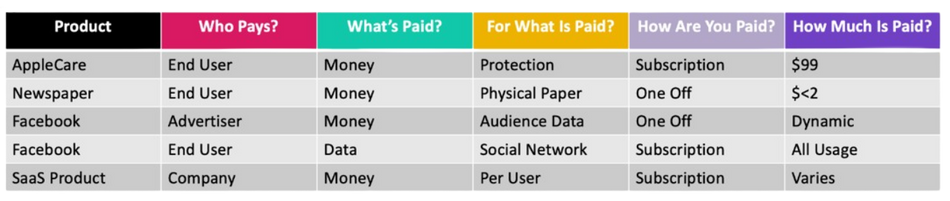 Product Who Pays? What's Paid? For What Is Paid? How Are You Paid? How Much Is Paid?
AppleCare End User Money Protection Subscription $99
Newspaper End User Money Physical Paper One Off $<2
Facebook Advertiser Money Audience Data One Off Dynamic
Facebook End User Data Social Network Subscription All Usage
SaaS Product Company Money Per User Subscription Varies